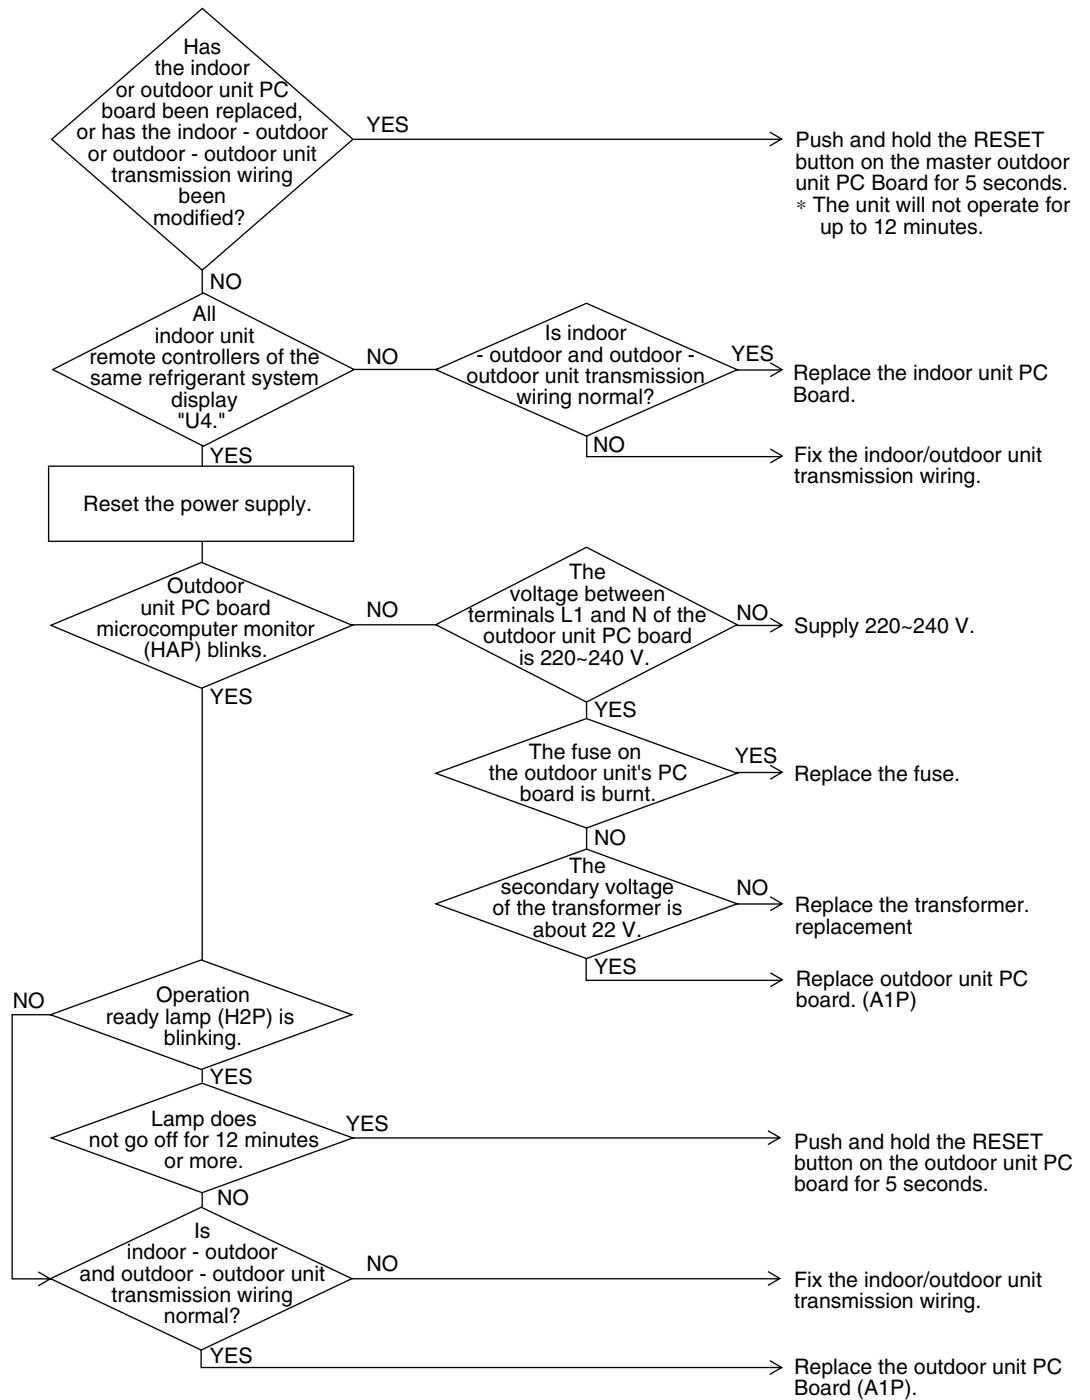 Has
the indoor
or outdoor unit PC
board been replaced,
or has the indoor - outdoor
or outdoor - outdoor unit
transmission wiring
been
modified?
YES
Push and hold the RESET
button on the master outdoor
unit PC Board for 5 seconds.
* The unit will not operate for
up to 12 minutes.
NO
All
indoor unit
remote controllers of the
same refrigerant system
display
"U4."
NO
Is indoor
- outdoor and outdoor -
outdoor unit transmission
wiring normal?
YES
Replace the indoor unit PC
Board.
NO
Fix the indoor/outdoor unit
transmission wiring.
YES
Reset the power supply.
Outdoor
unit PC board
microcomputer monitor
(HAP) blinks.
NO
The
voltage between
terminals L1 and N of the
outdoor unit PC board
is 220~240 V.
NO
Supply 220~240 V.
YES
YES
The fuse on
the outdoor unit's PC
board is burnt.
YES
Replace the fuse.
NO
The
secondary voltage
of the transformer is
about 22 V.
NO
Replace the transformer.
replacement
YES
Replace outdoor unit PC
board. (A1P)
NO
Operation
ready lamp (H2P) is
blinking.
YES
Lamp does
not go off for 12 minutes
or more.
YES
Push and hold the RESET
button on the outdoor unit PC
board for 5 seconds.
NO
Is
indoor - outdoor
and outdoor - outdoor unit
transmission wiring
normal?
NO
Fix the indoor/outdoor unit
transmission wiring.
YES
Replace the outdoor unit PC
Board (A1P).